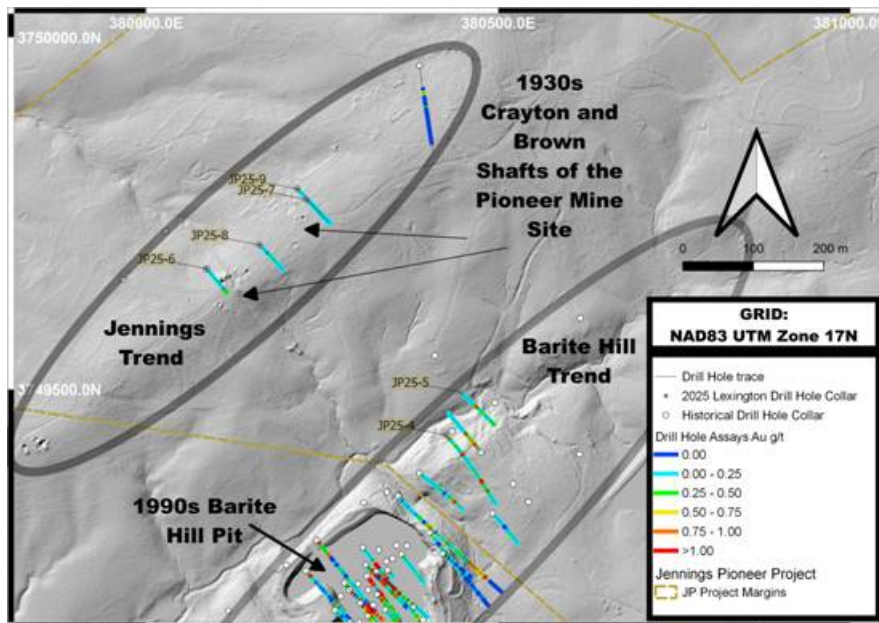 380000.0E
380500.0E
381000.0E
3750000.0N
1930s
Crayton and
Brown
Shafts of the
Pioneer Mine
Site
JP25-9
JP25-7
JP25-8
JP25-6
0 100 200 m
Jennings
Trend
Barite Hill
Trend
3749500.0N
JP25-5
JP25-4
1990s Barite
Hill Pit
GRID:
NAD83 UTM Zone 17N
Drill Hole trace
2025 Lexington Drill Hole Collar
Historical Drill Hole Collar
Drill Hole Assays Au g/t
0.00
0.00 - 0.25
0.25 - 0.50
0.50 - 0.75
0.75 - 1.00
>1.00
Jennings Pioneer Project
JP Project Margins